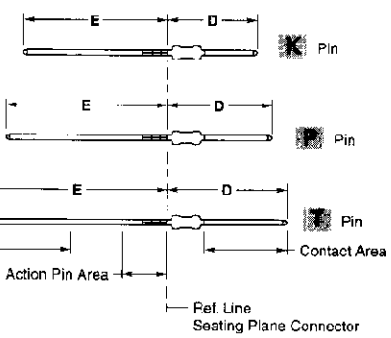 E D
K Pin
E D
P Pin
E D
T Pin
Contact Area
Action Pin Area
Ref. Line
Seating Plane Connector